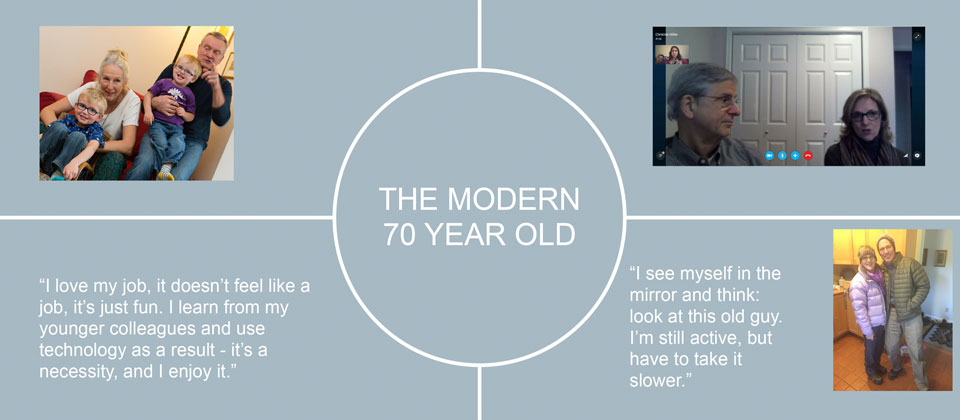 THE MODERN
70 YEAR OLD
“I love my job, it doesn’t feel like a
job, it’s just fun. I learn from my
younger colleagues and use
technology as a result - it’s a
necessity, and I enjoy it.”
“I see myself in the
mirror and think:
look at this old guy.
I’m still active, but
have to take it
slower.”